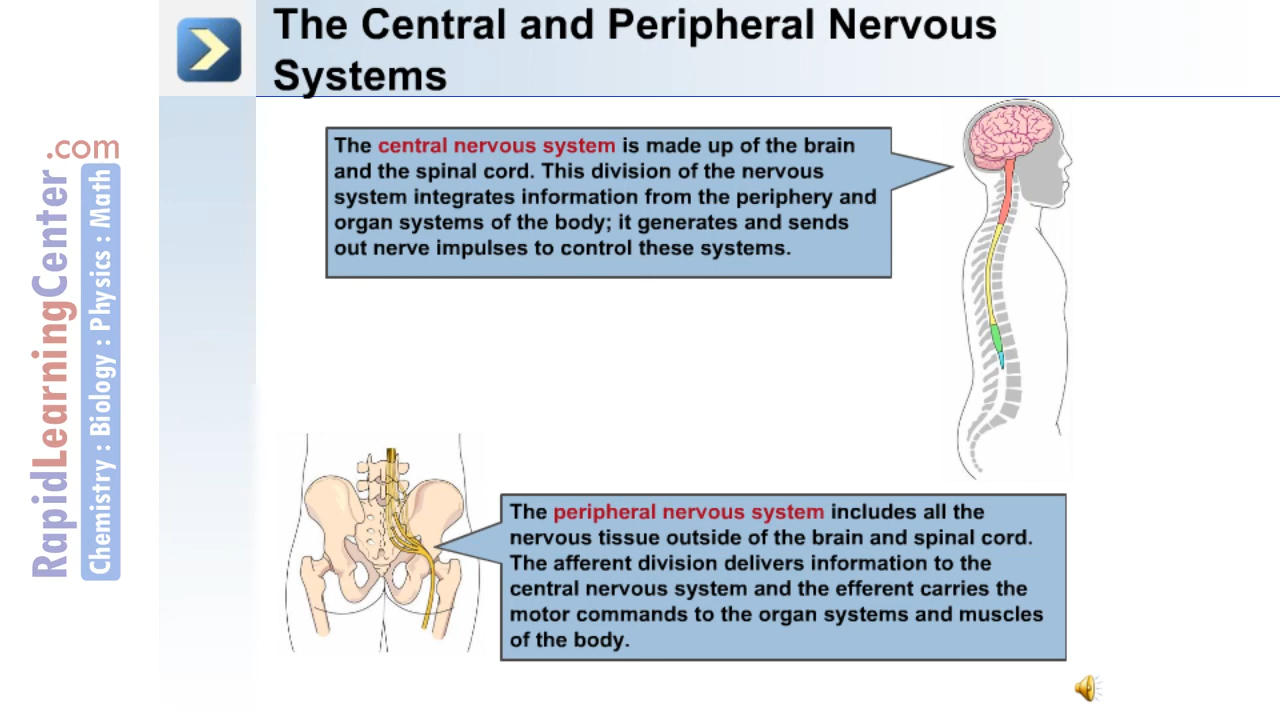 The Central and Peripheral Nervous
Systems
The central nervous system is made up of the brain
and the spinal cord. This division of the nervous
system integrates information from the periphery and
organ systems of the body; it generates and sends
out nerve impulses to control these systems.
The peripheral nervous system includes all the
nervous tissue outside of the brain and spinal cord.
The afferent division delivers information to the
central nervous system and the efferent carries the
motor commands to the organ systems and muscles
of the body.
RapidLearningCenter.com
Chemistry : Biology : Physics : Math